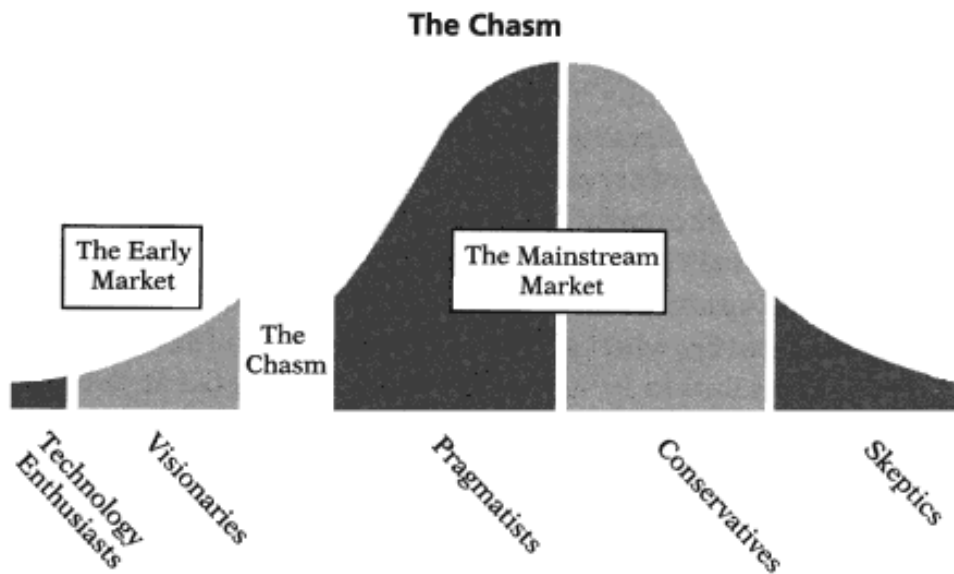 The Chasm
The Early
Market
The Mainstream
Market
The
Chasm
Technology
Enthusiasts
Visionaries
Pragmatists
Conservatives
Skeptics